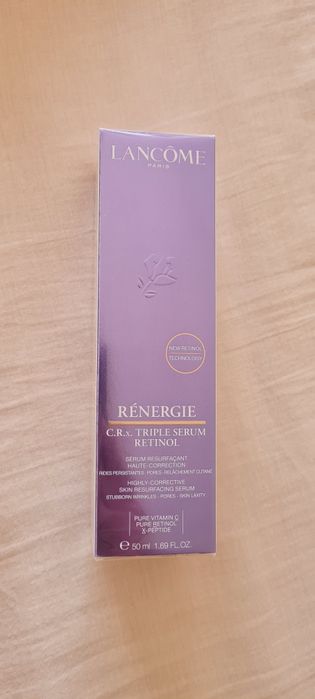 LANCÔME
PARIS
NEW RETINOL
TECHNOLOGY
RÉNERGIE
C.R.x. TRIPLE SERUM
RETINOL
SÉRUM RESURFAÇANT
HAUTE-CORRECTION
RIDES PERSISTANTES - PORES - RELÂCHEMENT CUTANÉ
HIGHLY-CORRECTIVE
SKIN RESURFACING SERUM
STUBBORN WRINKLES - PORES - SKIN LAXITY
PURE VITAMIN C
PURE RETINOL
X-PEPTIDE
℮ 50 ml 1.69 FL.OZ.